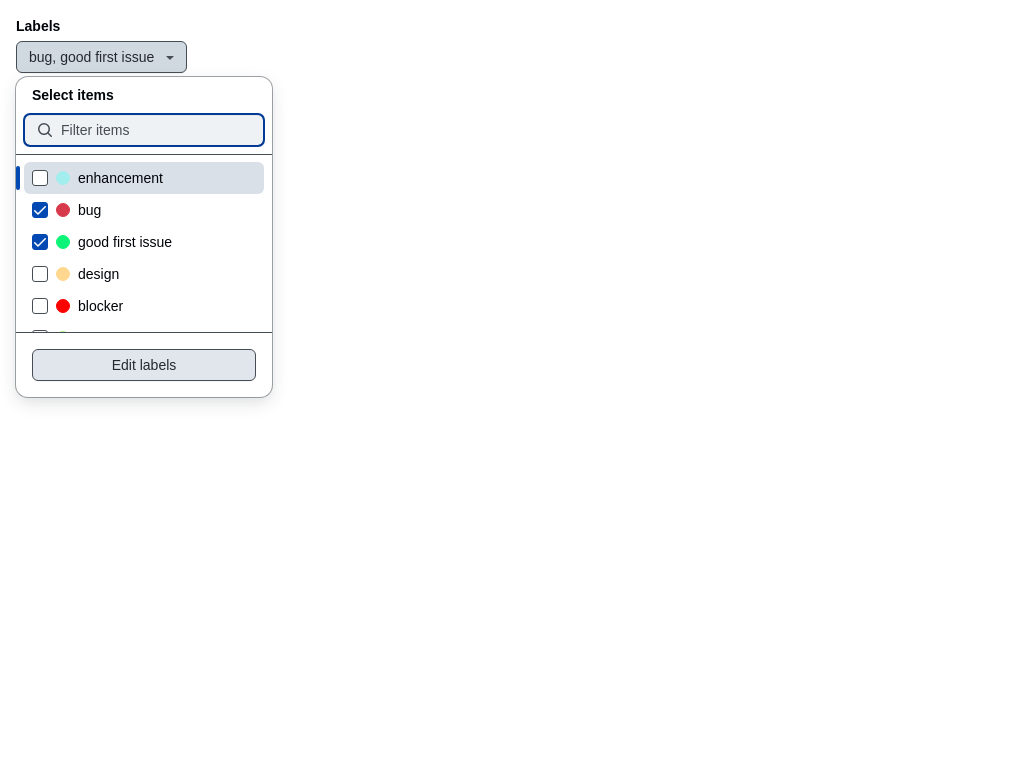 Labels
bug, good first issue
Select items
Filter items
enhancement
bug
good first issue
design
blocker
Edit labels